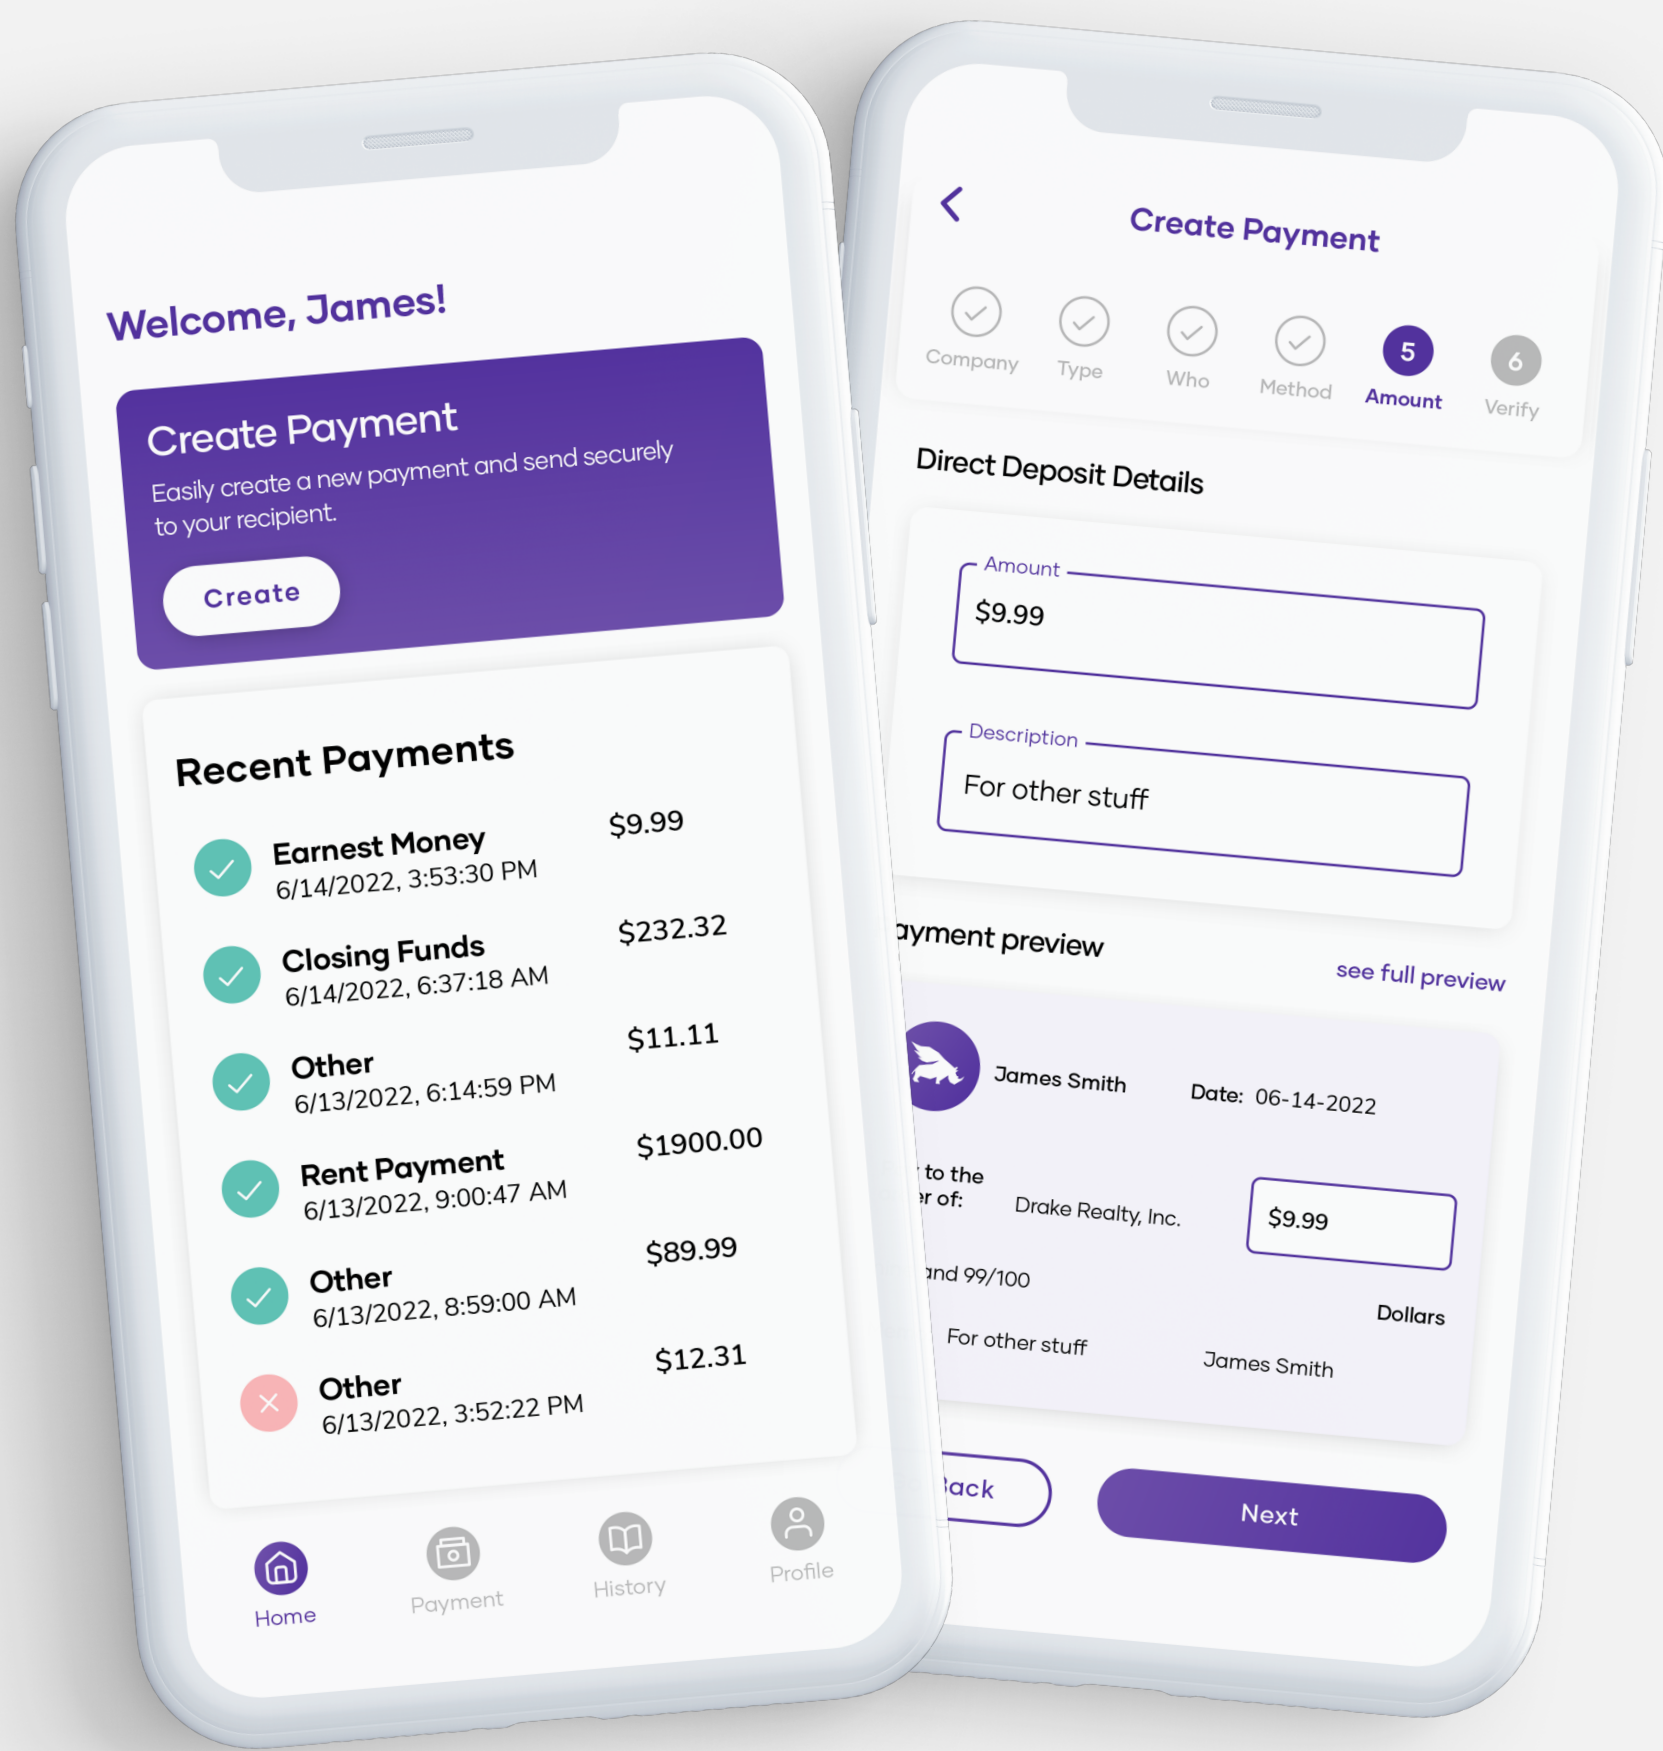 Welcome, James!
Create Payment
Easily create a new payment and send securely
to your recipient.
Create
Recent Payments
Earnest Money
$9.99
6/14/2022, 3:53:30 PM
Closing Funds
$232.32
6/14/2022, 6:37:18 AM
Other
$11.11
6/13/2022, 6:14:59 PM
Rent Payment
$1900.00
6/13/2022, 9:00:47 AM
Other
$89.99
6/13/2022, 8:59:00 AM
Other
$12.31
6/13/2022, 3:52:22 PM
Home
Payment
History
Profile
Create Payment
5
6
Company
Type
Who
Method
Amount
Verify
Direct Deposit Details
Amount
$9.99
Description
For other stuff
ayment preview
see full preview
James Smith
Date: 06-14-2022
to the
er of:
Drake Realty, Inc.
$9.99
and 99/100
Dollars
For other stuff
James Smith
Back
Next